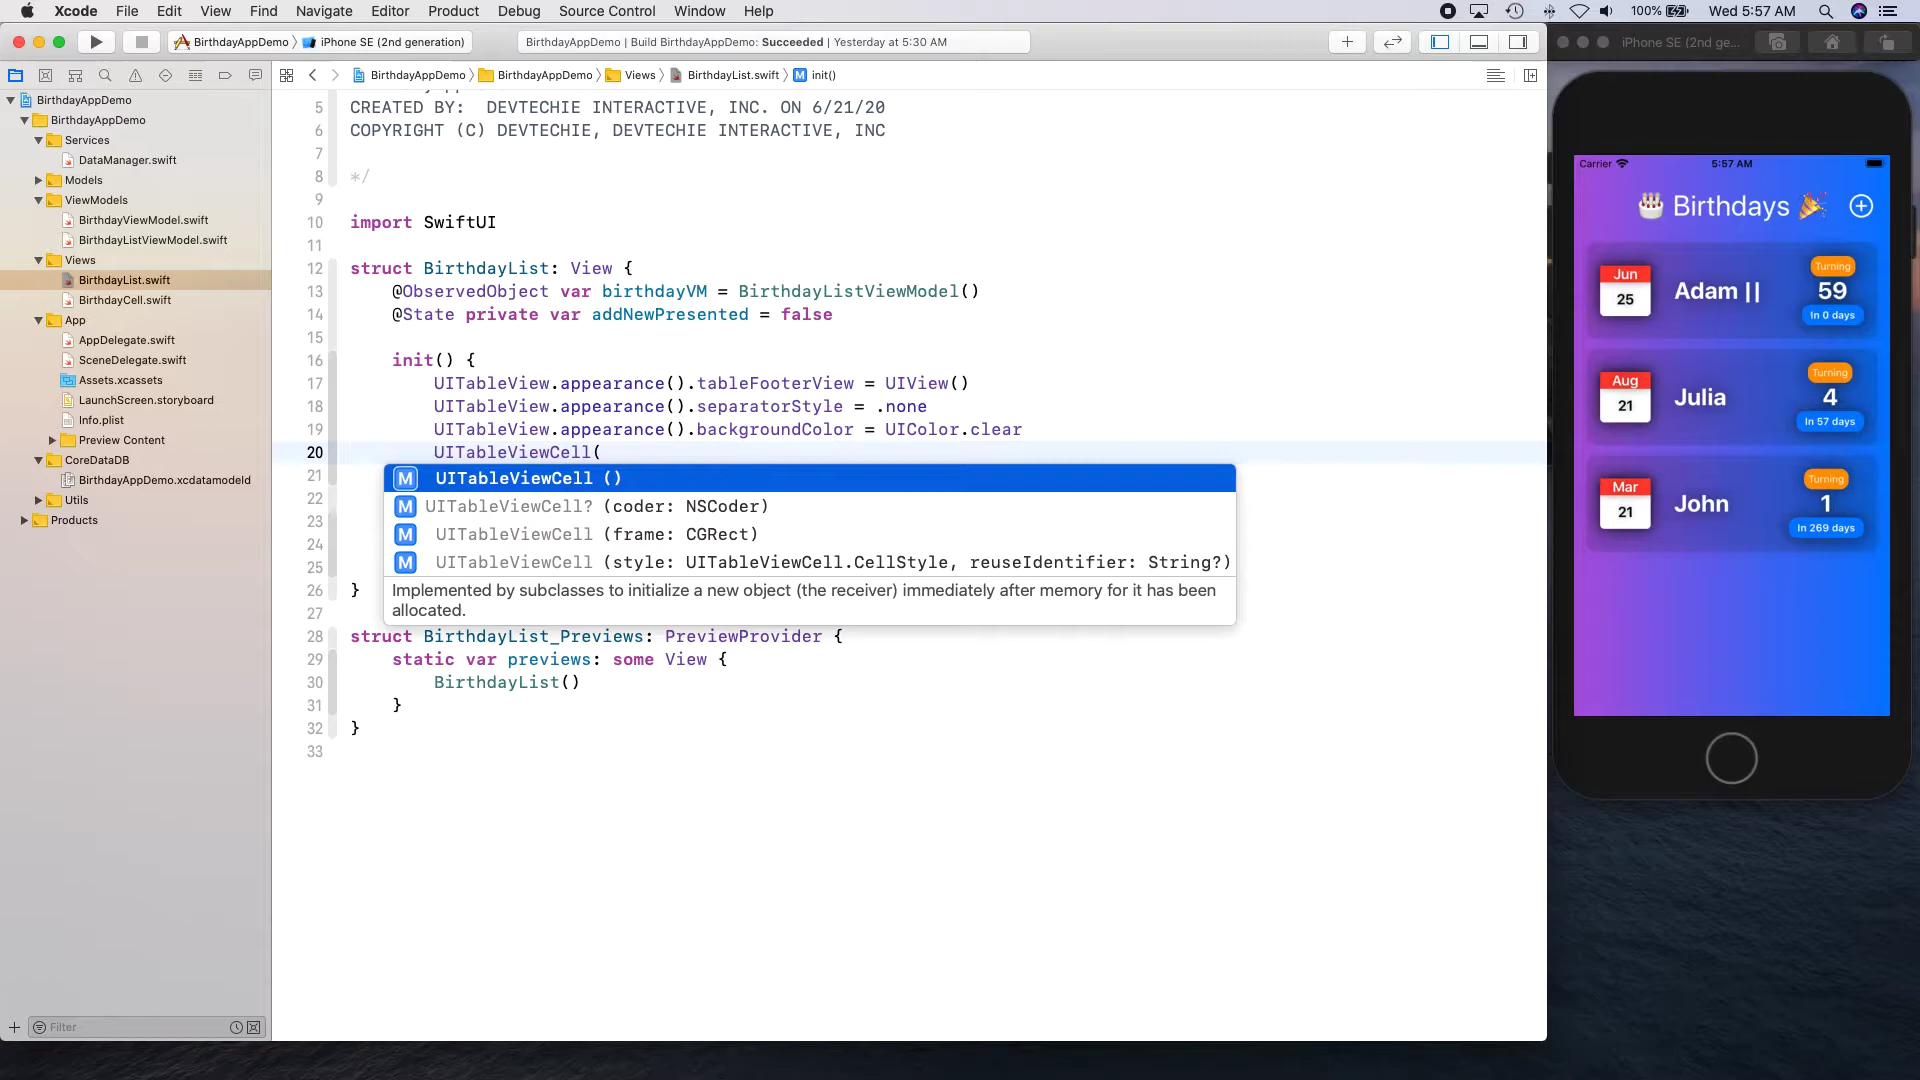 Xcode File Edit View Find Navigate Editor Product Debug Source Control Window Help 100% Wed 5:57 AM
BirthdayAppDemo iPhone SE (2nd generation) BirthdayAppDemo | Build BirthdayAppDemo: Succeeded | Yesterday at 5:30 AM iPhone SE (2nd ge...
BirthdayAppDemo BirthdayAppDemo Views BirthdayList.swift M init()
BirthdayAppDemo
BirthdayAppDemo
Services
DataManager.swift
Models
ViewModels
BirthdayViewModel.swift
BirthdayListViewModel.swift
Views
BirthdayList.swift
BirthdayCell.swift
App
AppDelegate.swift
SceneDelegate.swift
Assets.xcassets
LaunchScreen.storyboard
Info.plist
Preview Content
CoreDataDB
BirthdayAppDemo.xcdatamodeld
Utils
Products
Filter
5 CREATED BY:  DEVTECHIE INTERACTIVE, INC. ON 6/21/20
6 COPYRIGHT (C) DEVTECHIE, DEVTECHIE INTERACTIVE, INC
7
8 */
9
10 import SwiftUI
11
12 struct BirthdayList: View {
13 @ObservedObject var birthdayVM = BirthdayListViewModel()
14 @State private var addNewPresented = false
15
16 init() {
17 UITableView.appearance().tableFooterView = UIView()
18 UITableView.appearance().separatorStyle = .none
19 UITableView.appearance().backgroundColor = UIColor.clear
20 UITableViewCell(
21
22
23
24
25
26 }
27
28 struct BirthdayList_Previews: PreviewProvider {
29 static var previews: some View {
30 BirthdayList()
31 }
32 }
33
M UITableViewCell ()
M UITableViewCell? (coder: NSCoder)
M UITableViewCell (frame: CGRect)
M UITableViewCell (style: UITableViewCell.CellStyle, reuseIdentifier: String?)
Implemented by subclasses to initialize a new object (the receiver) immediately after memory for it has been
allocated.
Carrier 5:57 AM
🎂 Birthdays 🎉
Jun
25
Adam ||
Turning
59
In 0 days
Aug
21
Julia
Turning
4
In 57 days
Mar
21
John
Turning
1
In 269 days